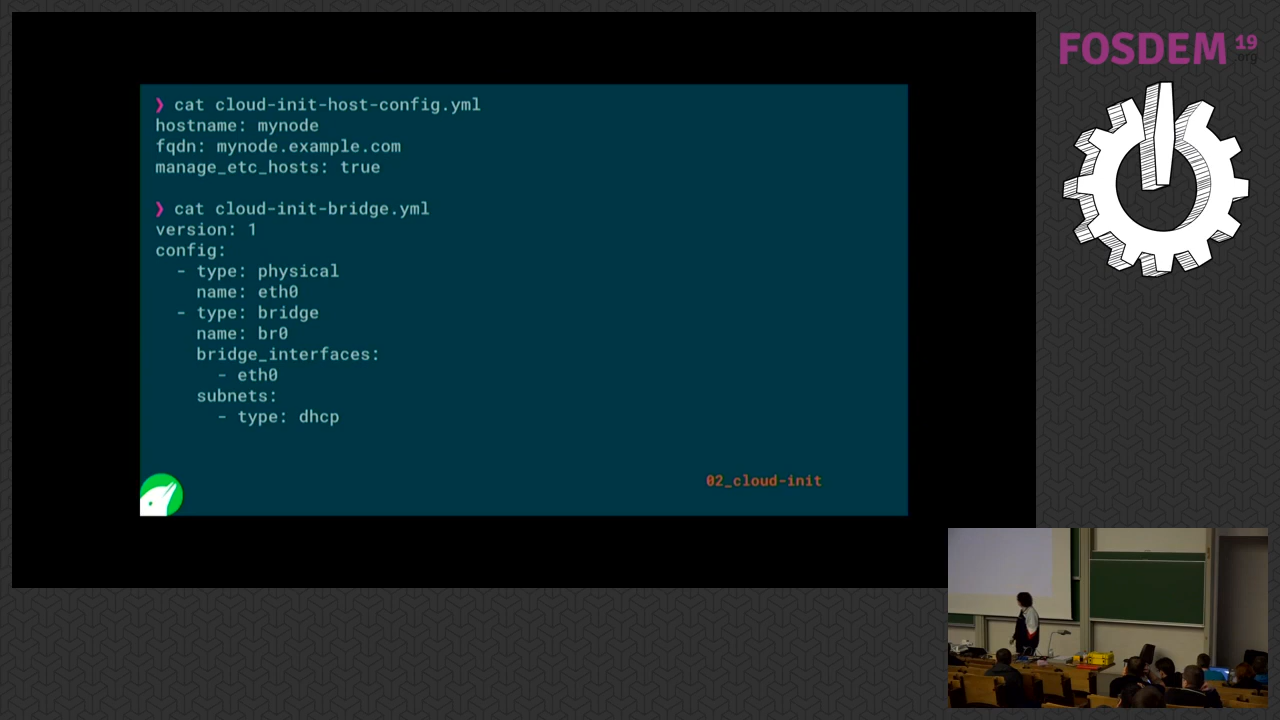 ❯ cat cloud-init-host-config.yml
hostname: mynode
fqdn: mynode.example.com
manage_etc_hosts: true
❯ cat cloud-init-bridge.yml
version: 1
config:
  - type: physical
    name: eth0
  - type: bridge
    name: br0
    bridge_interfaces:
      - eth0
    subnets:
      - type: dhcp
02_cloud-init
FOSDEM 19
.org